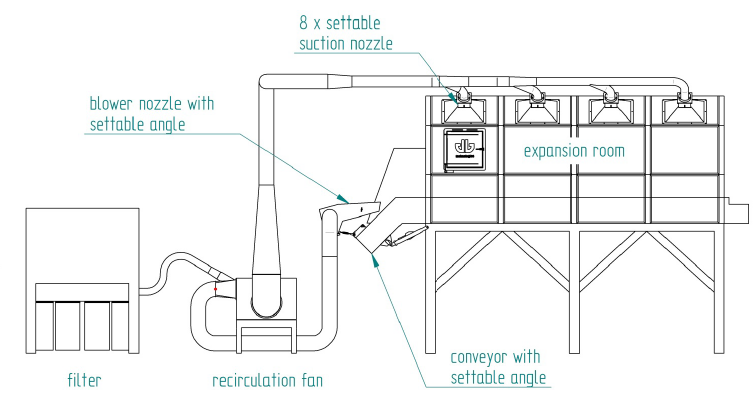 8 x settable
suction nozzle
blower nozzle with
settable angle
expansion room
conveyor with
settable angle
filter
recirculation fan